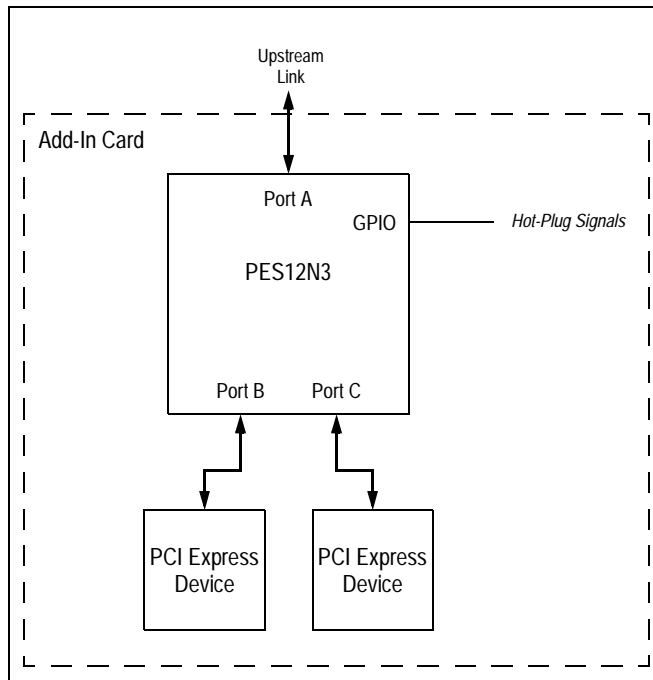 Upstream
Link
Add-In Card
Port A
GPIO
Hot-Plug Signals
PES12N3
Port B
Port C
PCI Express
Device
PCI Express
Device